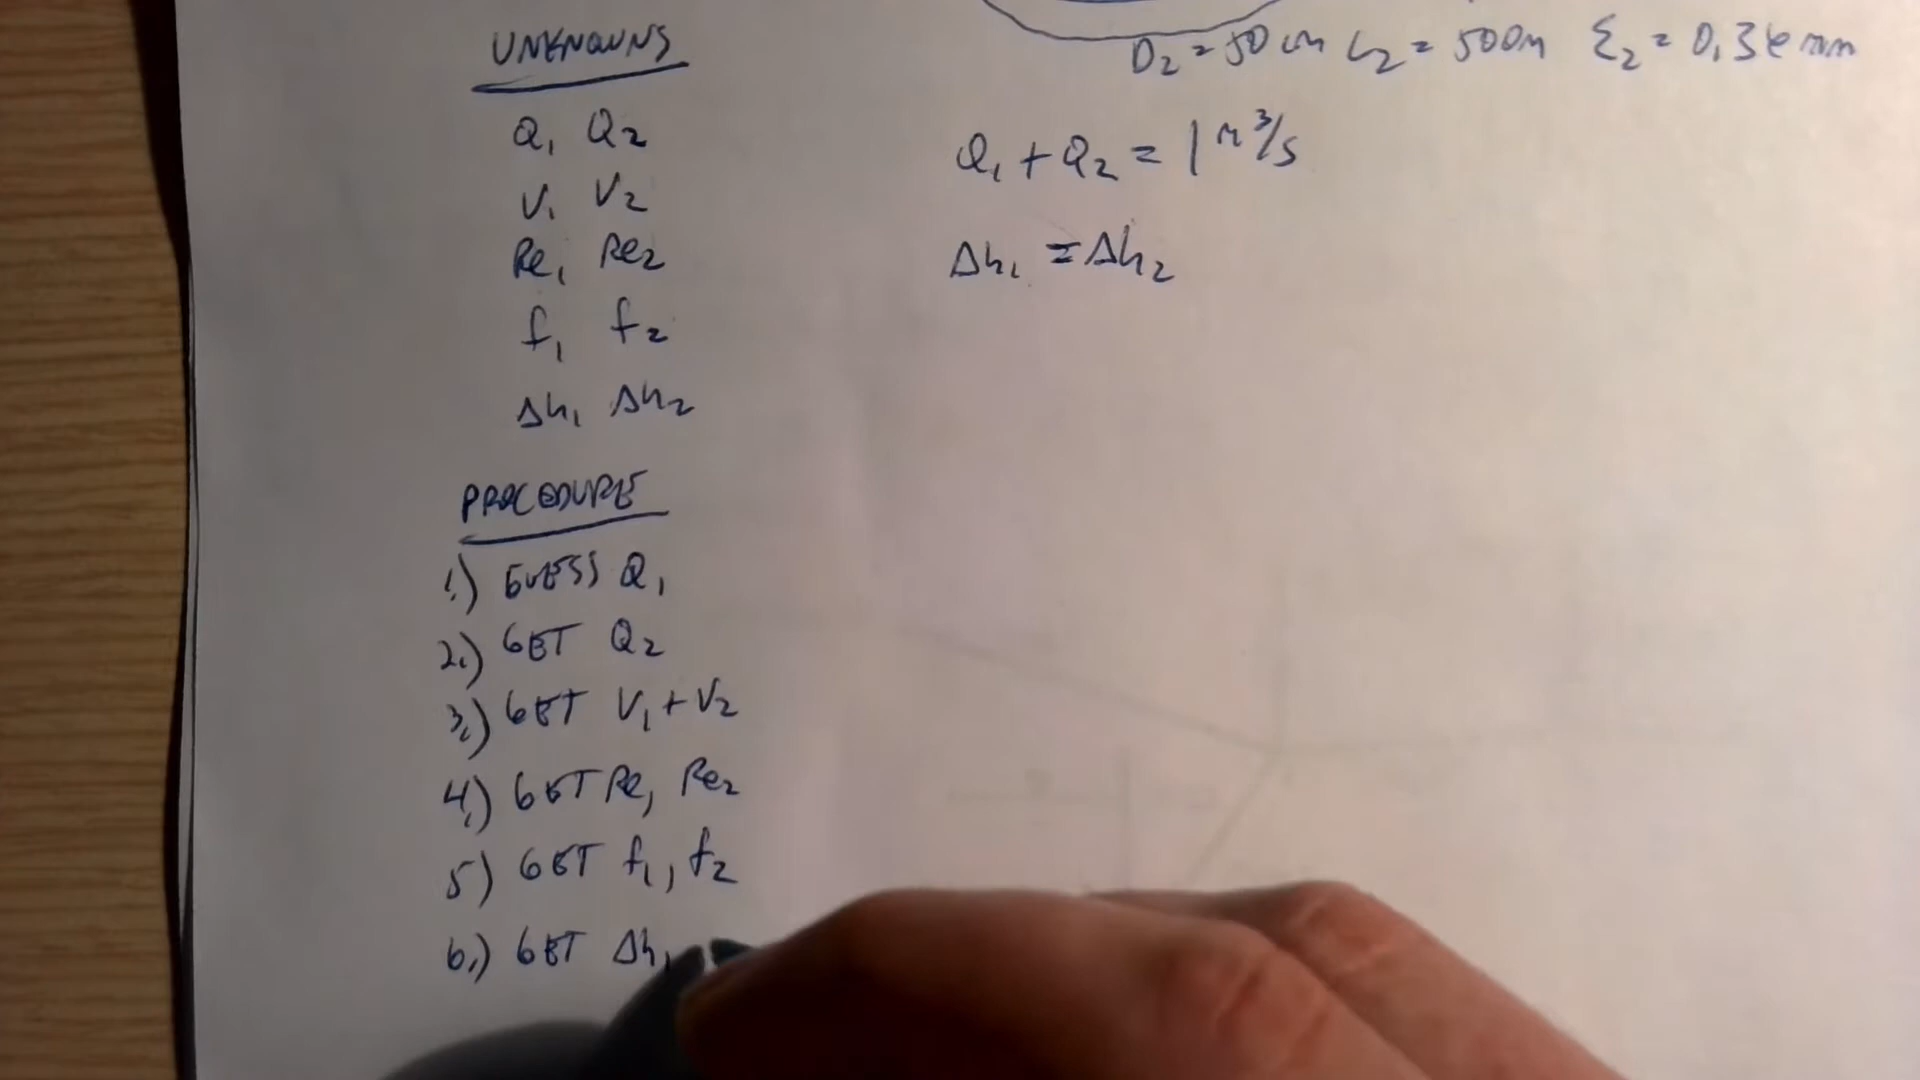 UNKNOWNS
D₂ = 50 cm L₂ = 500m ε₂ = 0,36 mm
Q₁ Q₂
Q₁ + Q₂ = 1 m³/s
V₁ V₂
Re₁ Re₂
Δh₁ = Δh₂
f₁ f₂
Δh₁ Δh₂
PROCEDURE
1.) GUESS Q₁
2.) GET Q₂
3.) GET V₁ + V₂
4.) GET Re₁ Re₂
5.) GET f₁, f₂
6.) GET Δh₁